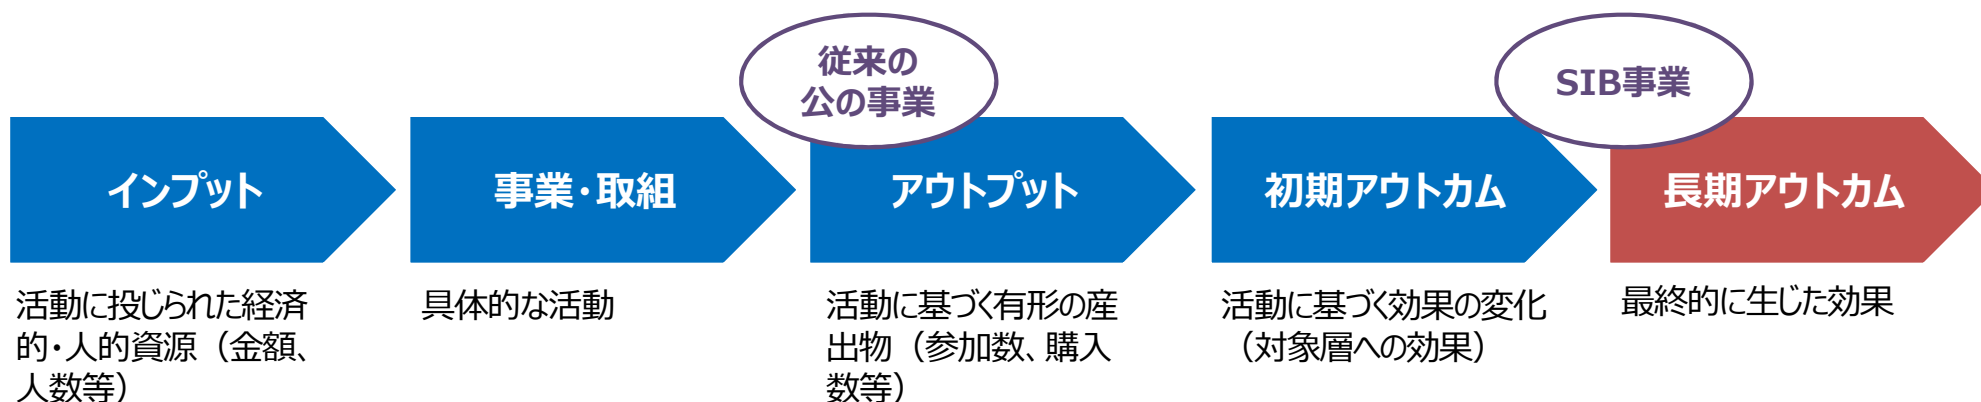 従来の
公の事業
SIB事業
インプット
事業・取組
アウトプット
初期アウトカム
長期アウトカム
活動に投じられた経済
的・人的資源（金額、
人数等）
具体的な活動
活動に基づく有形の産
出物（参加数、購入
数等）
活動に基づく効果の変化
（対象層への効果）
最終的に生じた効果